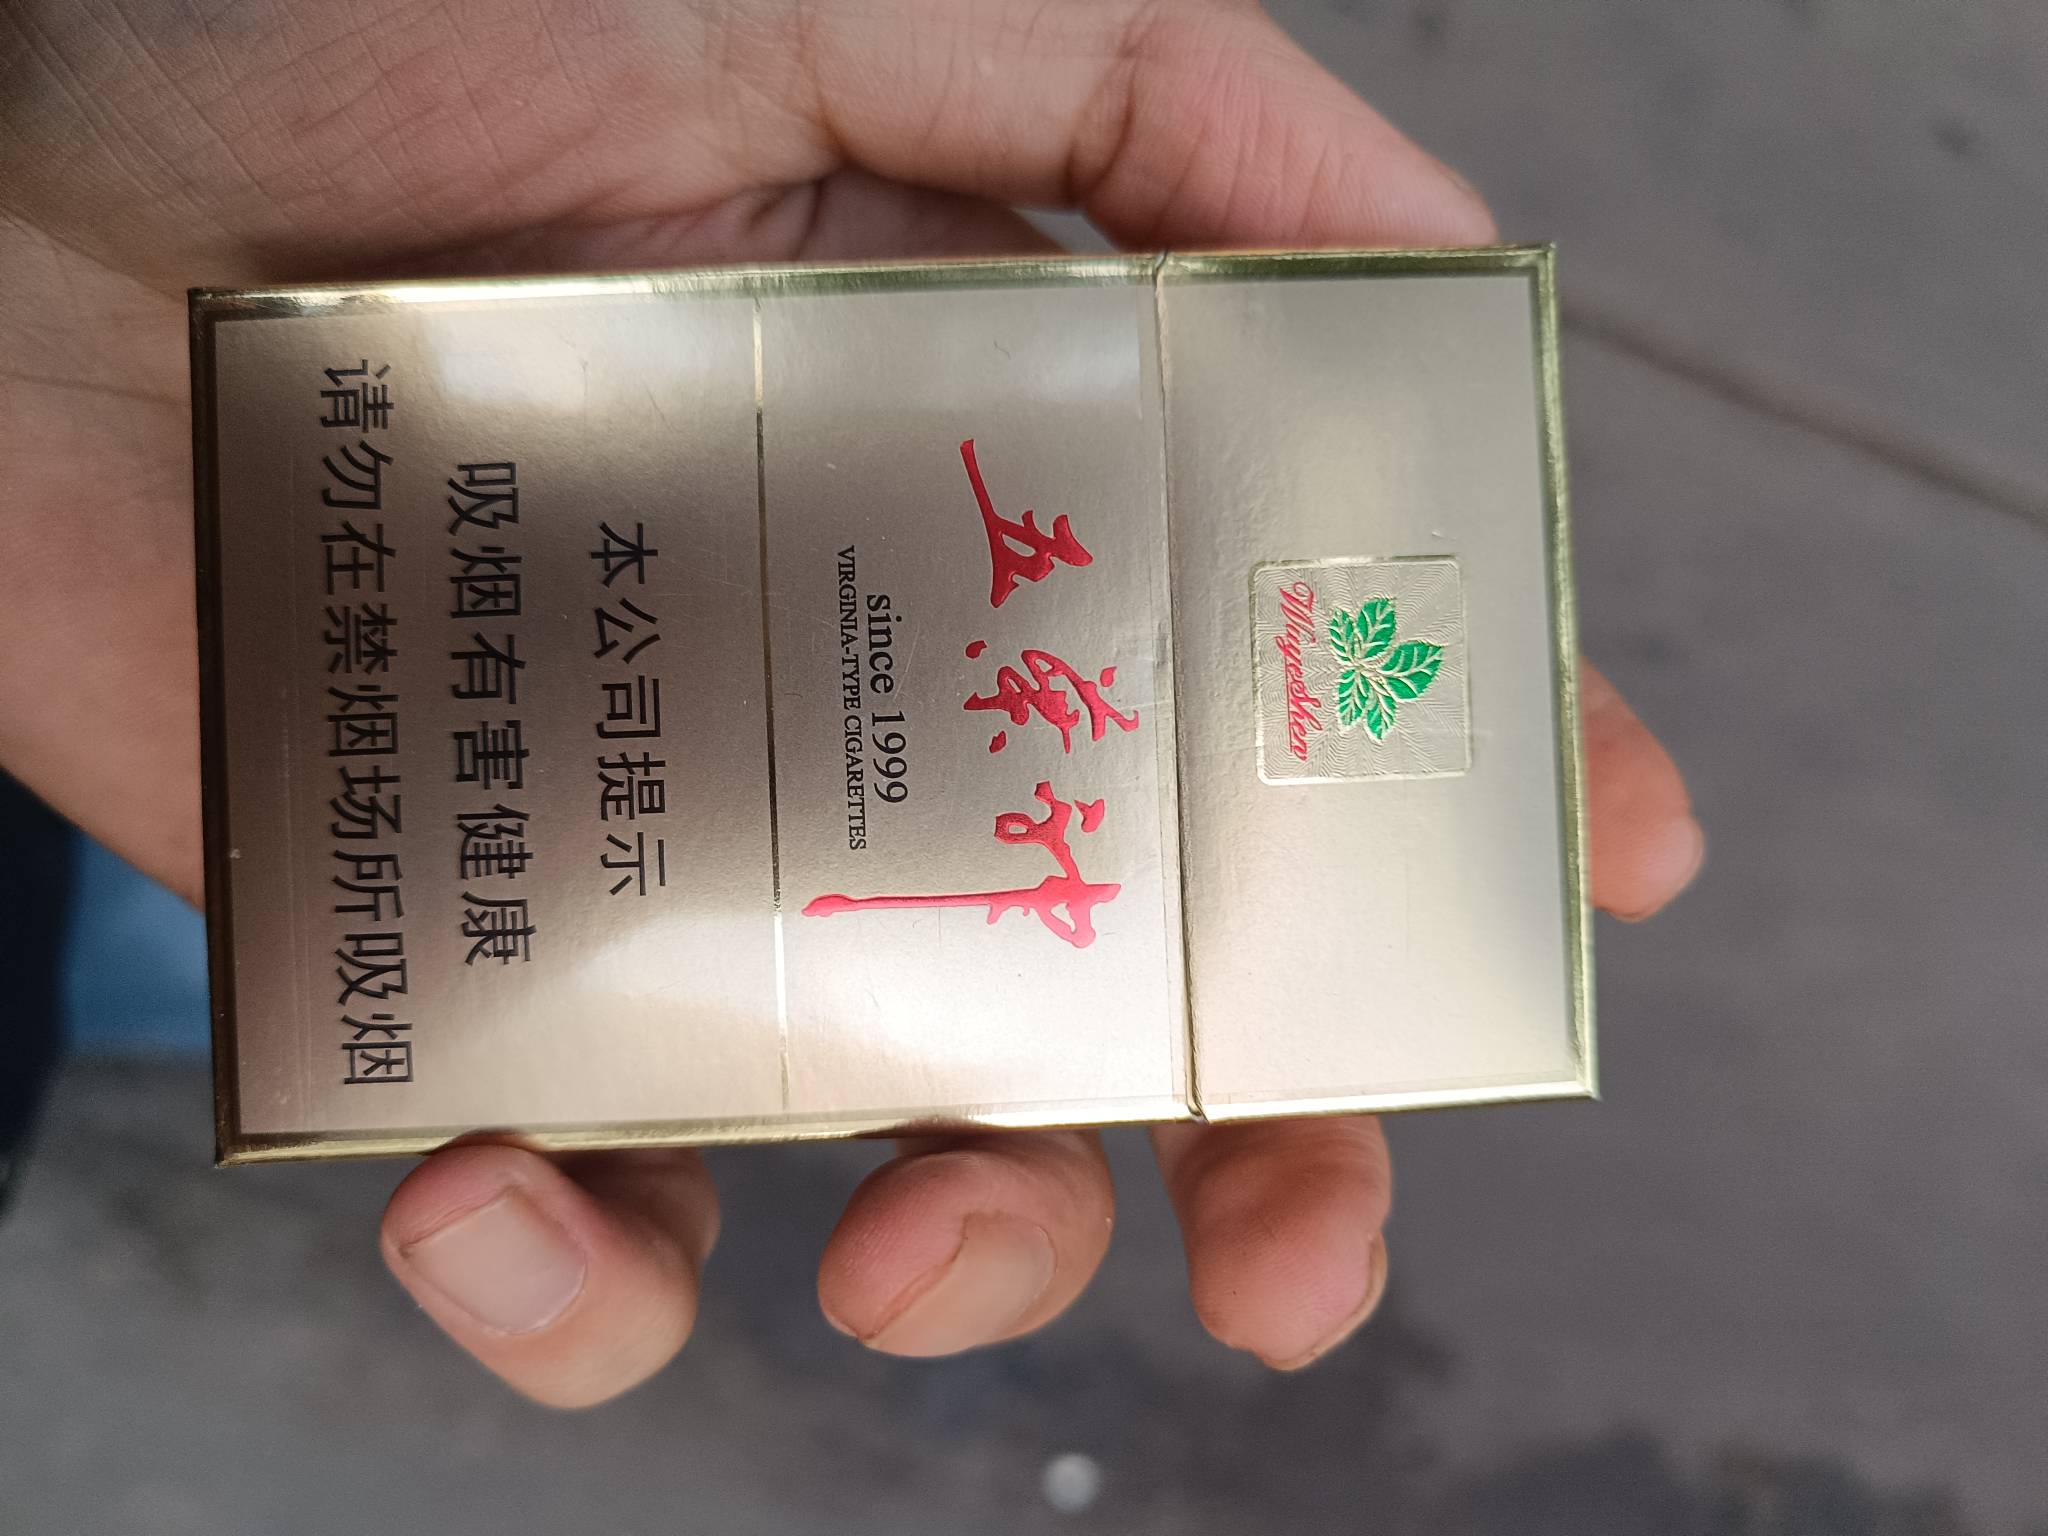 WuyeShen
五叶神
since 1999
VIRGINIA-TYPE CIGARETTES
本公司提示
吸烟有害健康
请勿在禁烟场所吸烟